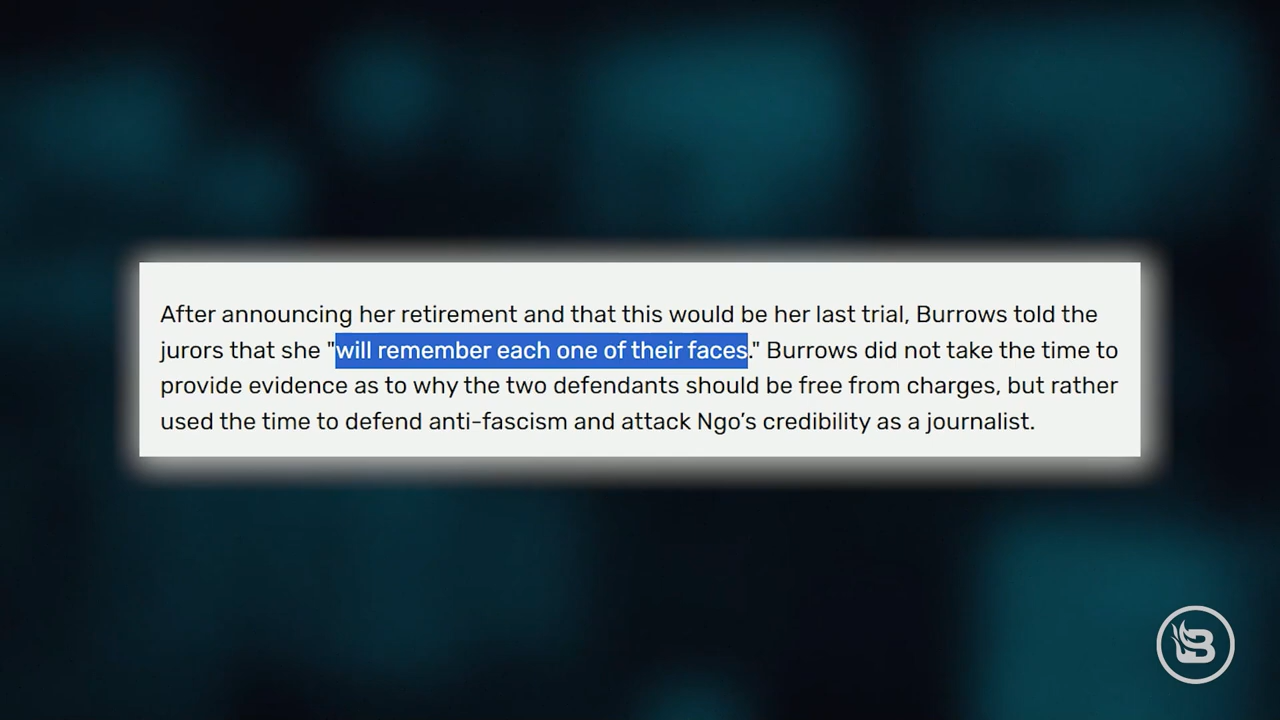 After announcing her retirement and that this would be her last trial, Burrows told the
jurors that she "will remember each one of their faces." Burrows did not take the time to
provide evidence as to why the two defendants should be free from charges, but rather
used the time to defend anti-fascism and attack Ngo’s credibility as a journalist.
B